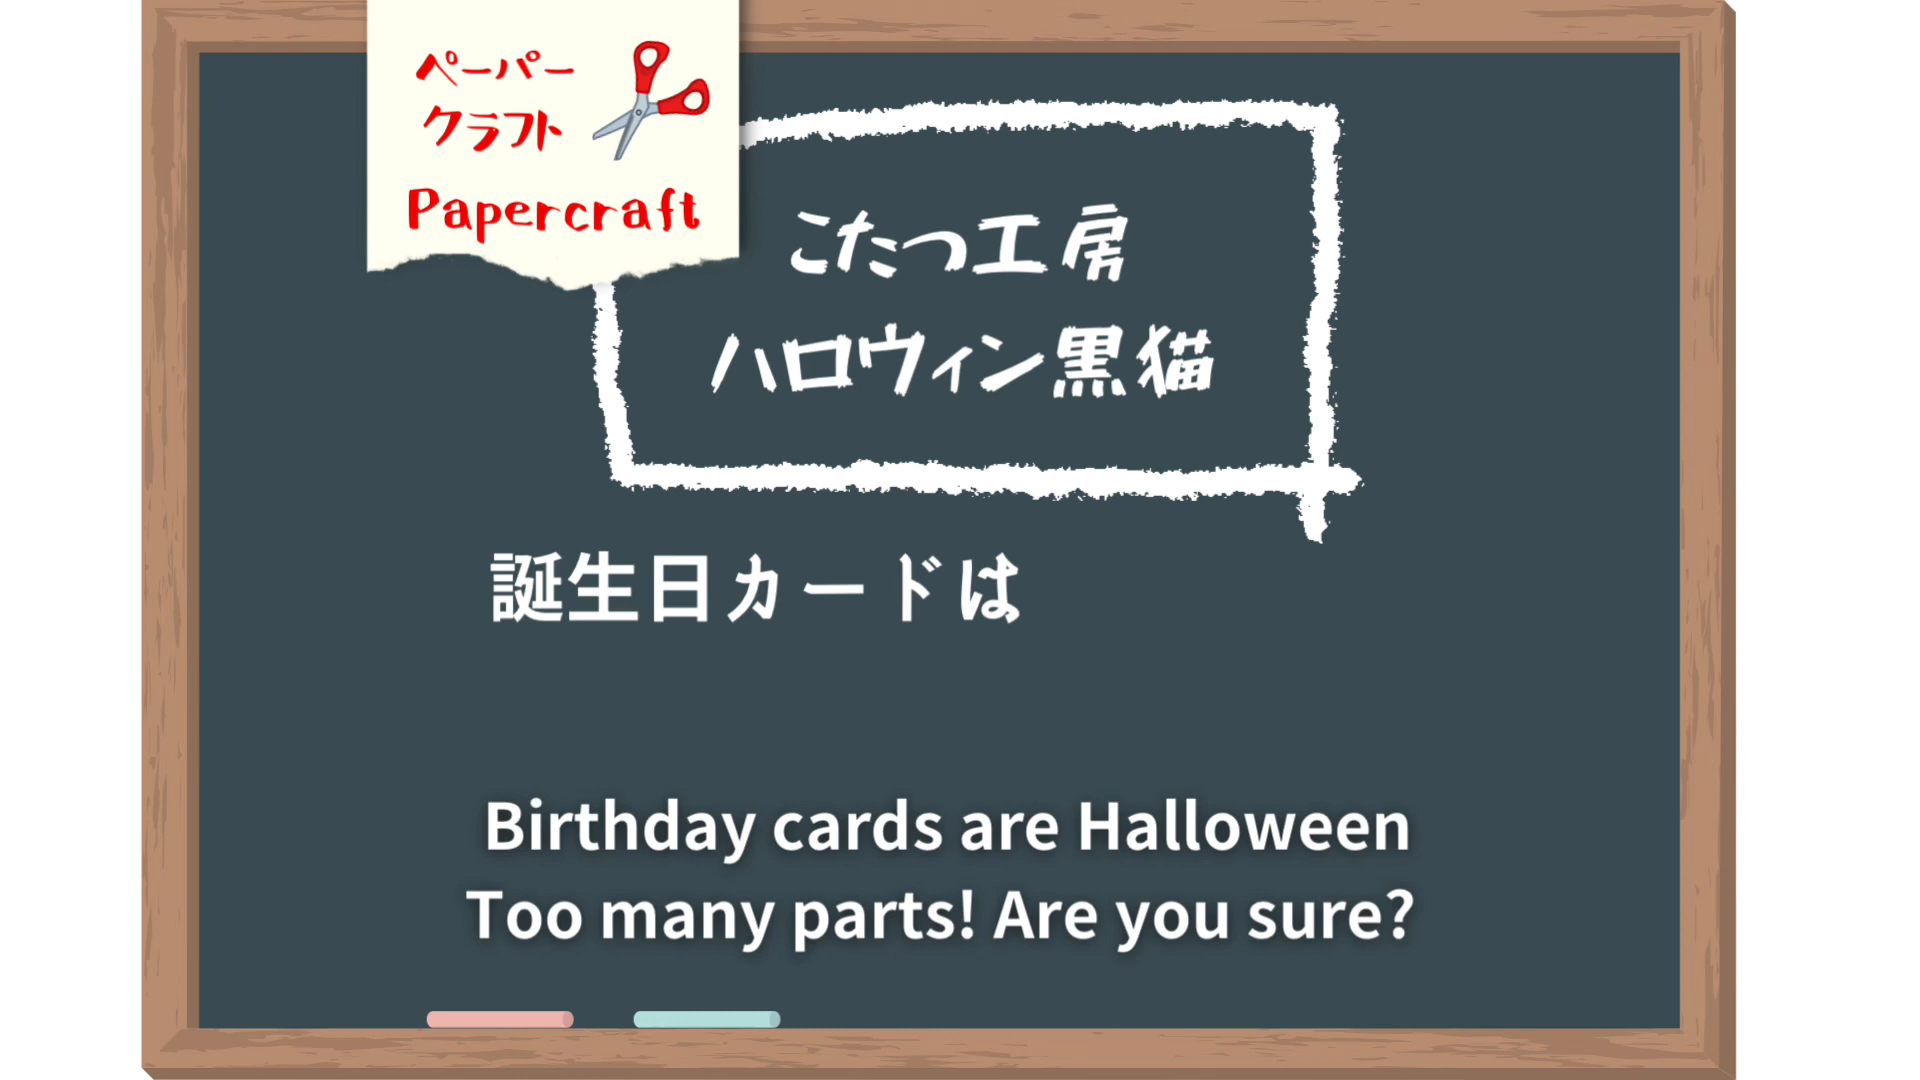 ペーパー
クラフト
Papercraft
こたつ工房
ハロウィン黒猫
誕生日カードは
Birthday cards are Halloween
Too many parts! Are you sure?